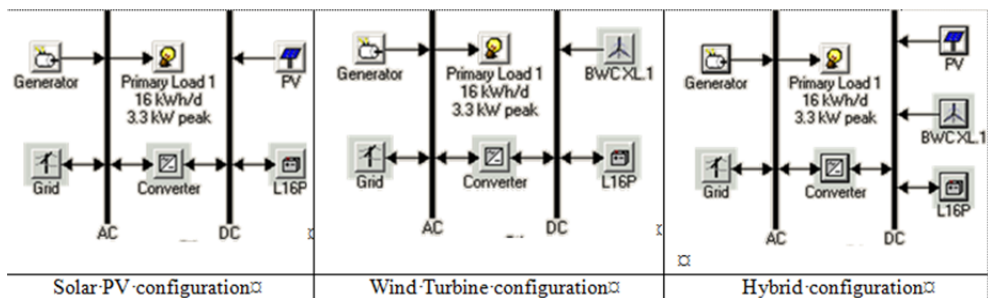 Generator
Primary Load 1
16 kWh/d
3.3 kW peak
PV
Grid
Converter
L16P
AC
DC
¤
Solar·PV·configuration¤
Generator
Primary Load 1
16 kWh/d
3.3 kW peak
BWC XL.1
Grid
Converter
L16P
AC
DC
¤
Wind·Turbine·configuration¤
Generator
Primary Load 1
16 kWh/d
3.3 kW peak
PV
BWC XL.1
Grid
Converter
L16P
AC
DC
¤
Hybrid·configuration¤